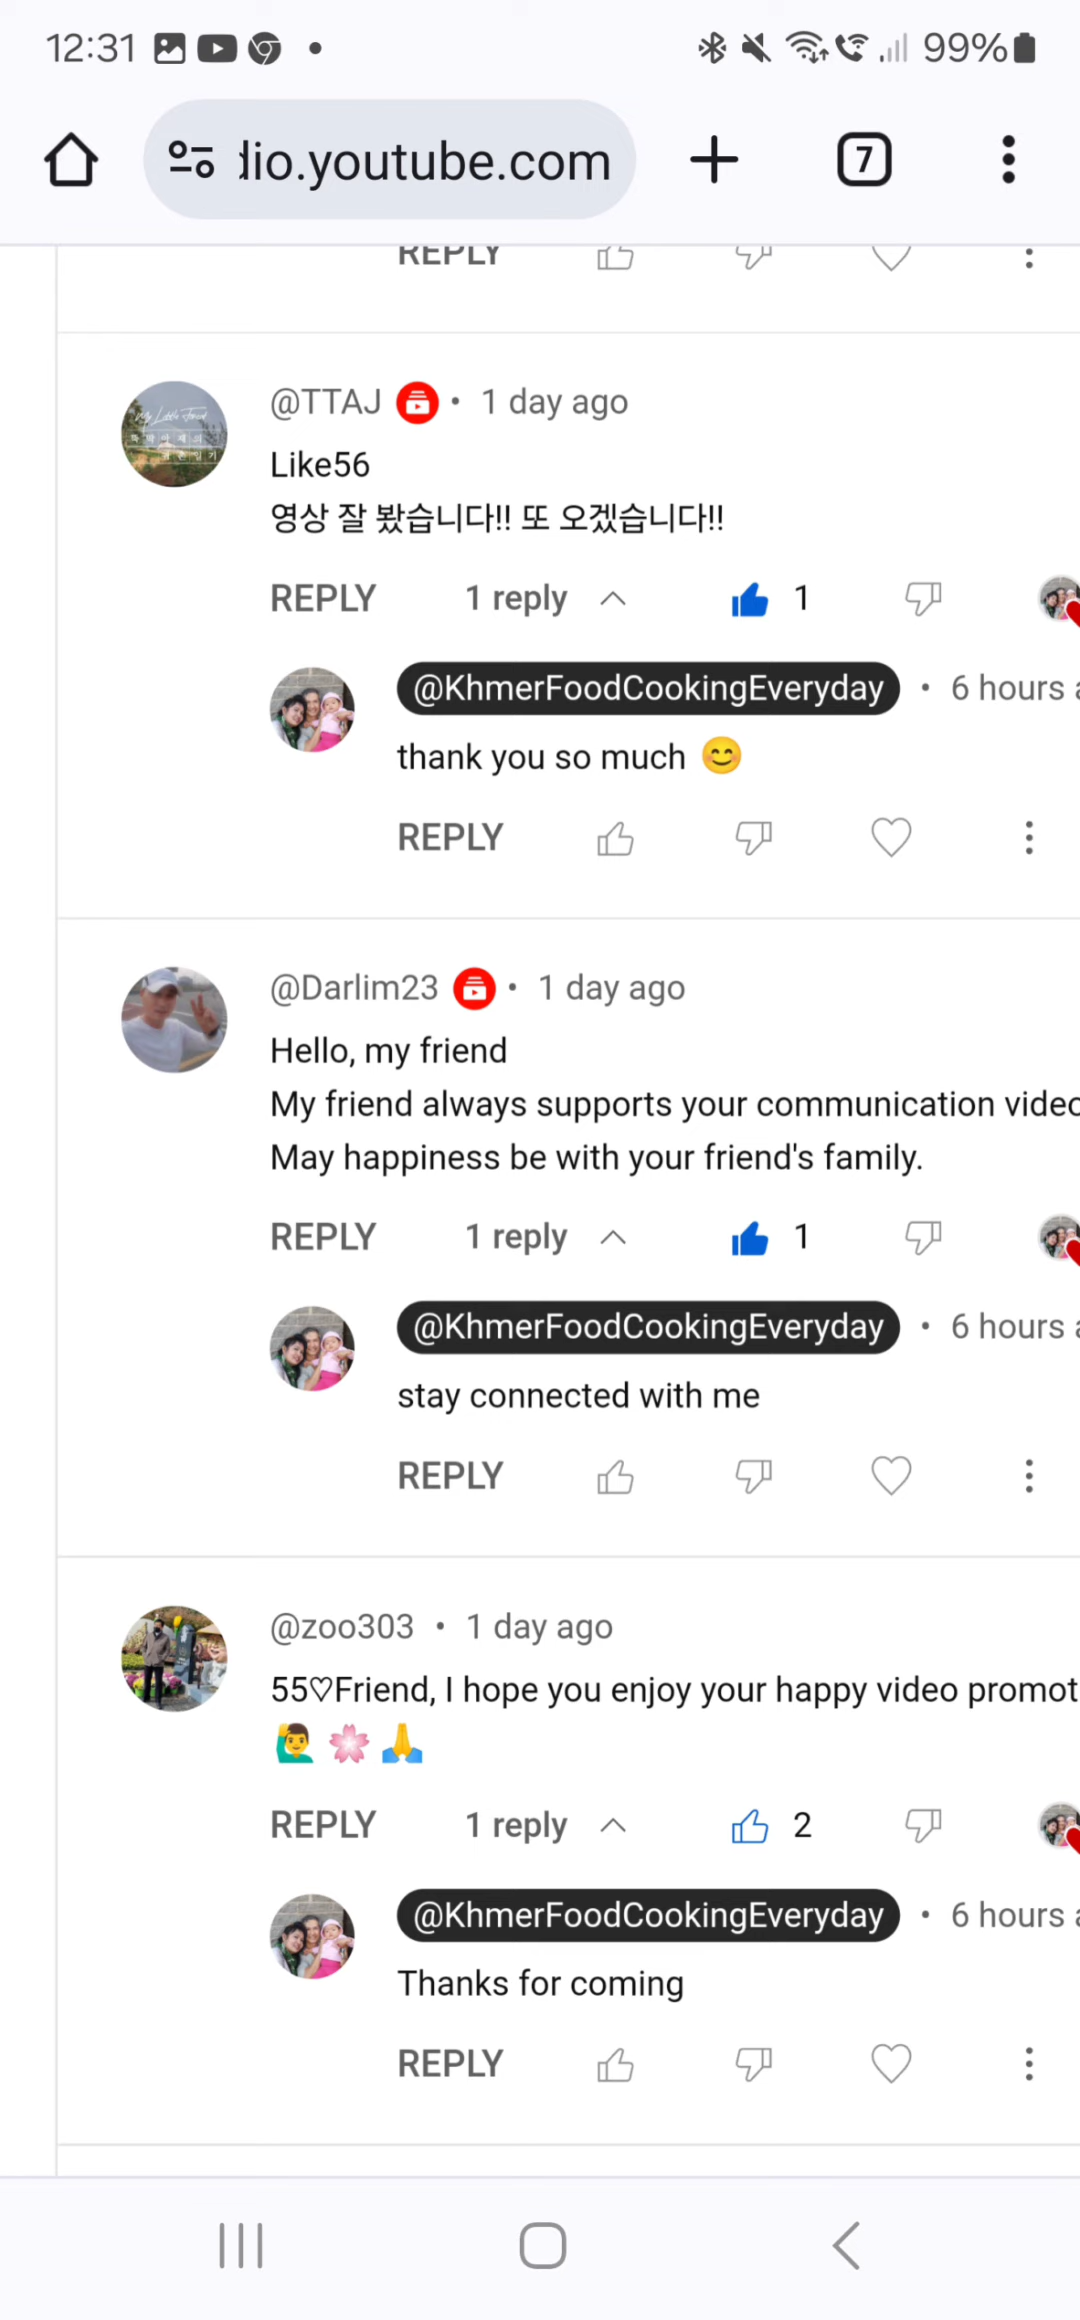 12:31
99%
dio.youtube.com
7
REPLY
@TTAJ • 1 day ago
Like56
영상 잘 봤습니다!! 또 오겠습니다!!
REPLY 1 reply 1
@KhmerFoodCookingEveryday • 6 hours
thank you so much 😊
REPLY
@Darlim23 • 1 day ago
Hello, my friend
My friend always supports your communication video
May happiness be with your friend's family.
REPLY 1 reply 1
@KhmerFoodCookingEveryday • 6 hours
stay connected with me
REPLY
@zoo303 • 1 day ago
55♡Friend, I hope you enjoy your happy video promot
🙋‍♂️🌸🙏
REPLY 1 reply 2
@KhmerFoodCookingEveryday • 6 hours
Thanks for coming
REPLY